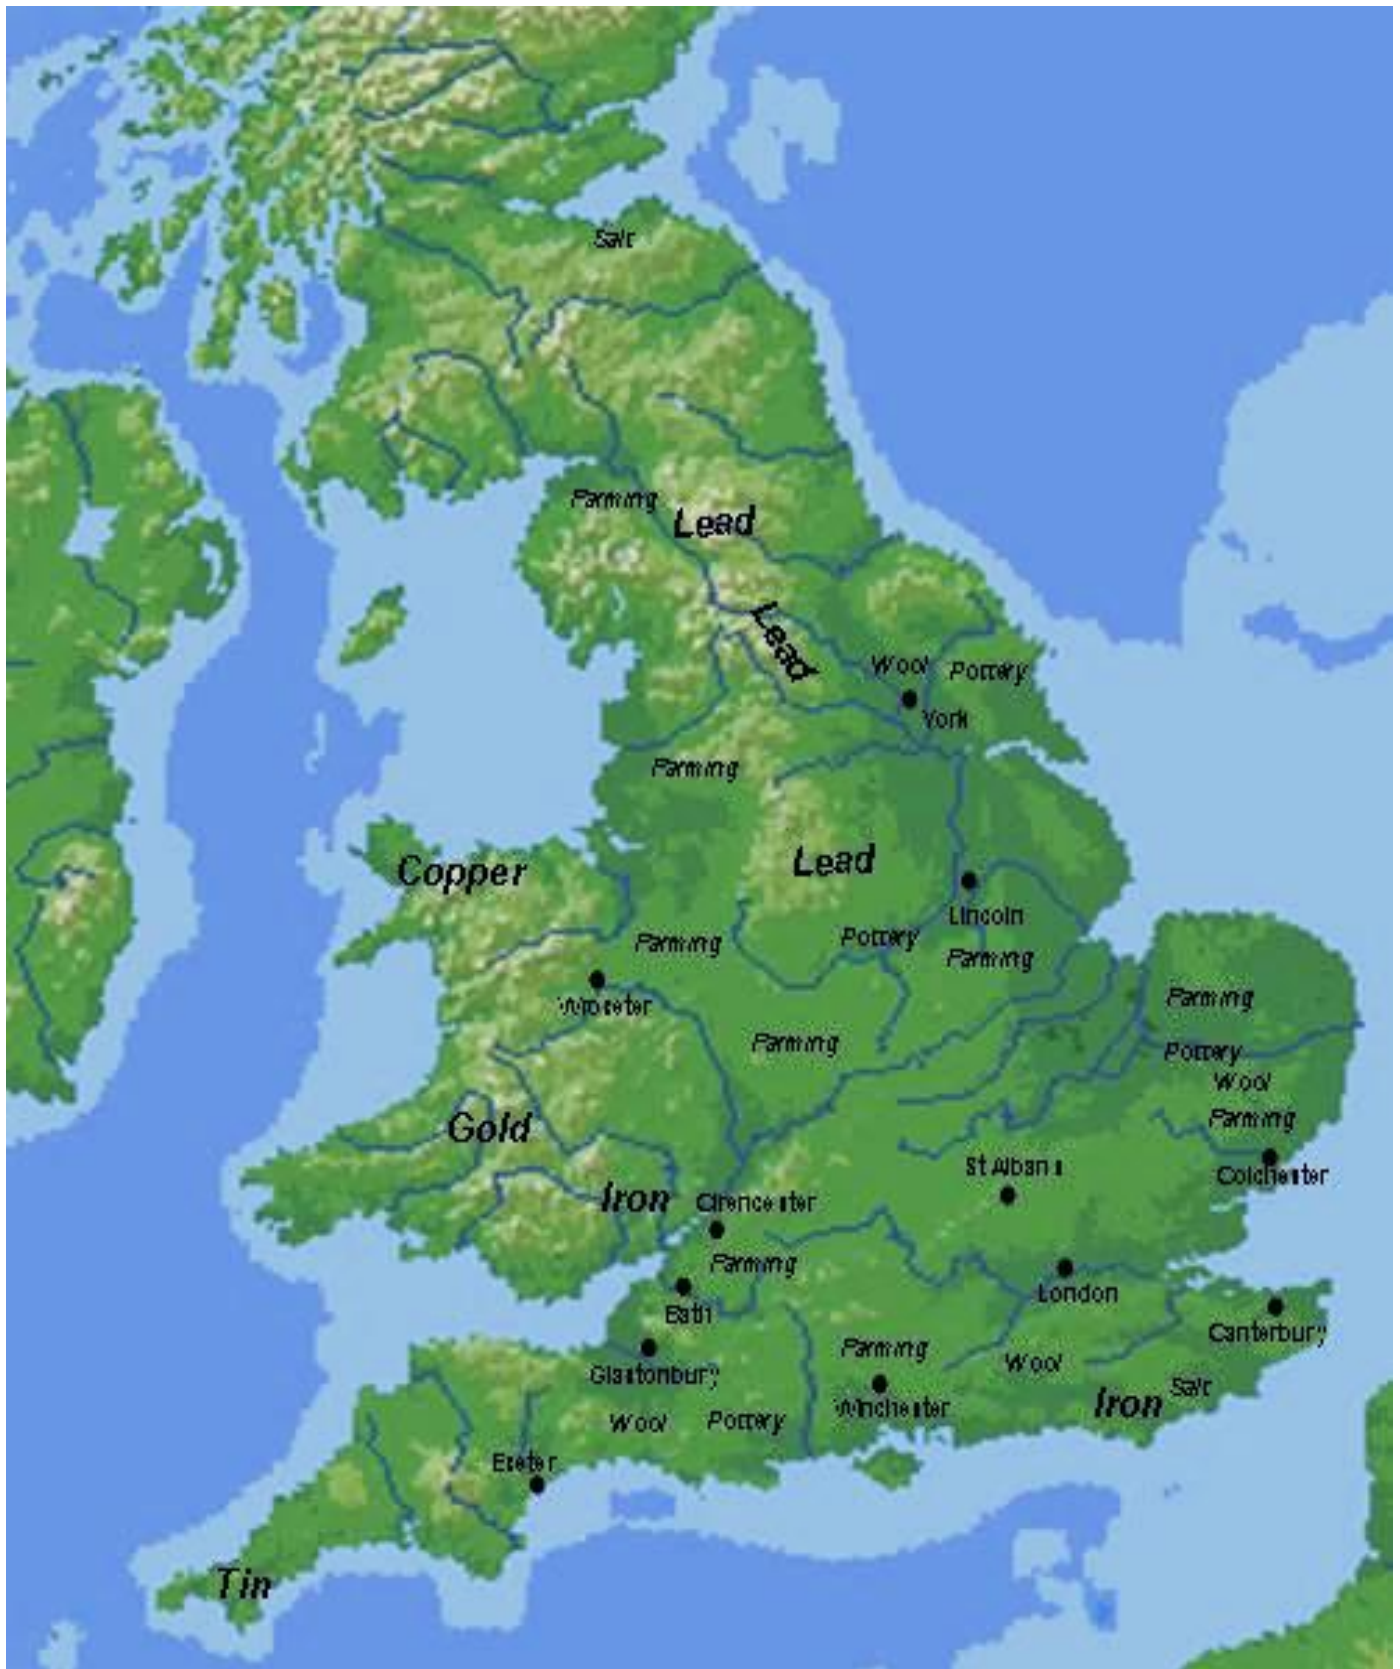 Salt
Farming
Lead
Lead
Wool
Pottery
York
Farming
Copper
Lead
Lincoln
Pottery
Farming
Farming
Wroxeter
Farming
Farming
Pottery
Wool
Farming
Gold
St Albans
Colchester
Iron
Cirencester
Farming
London
Bath
Canterbury
Farming
Wool
Glastonbury
Salt
Iron
Winchester
Wool
Pottery
Exeter
Tin